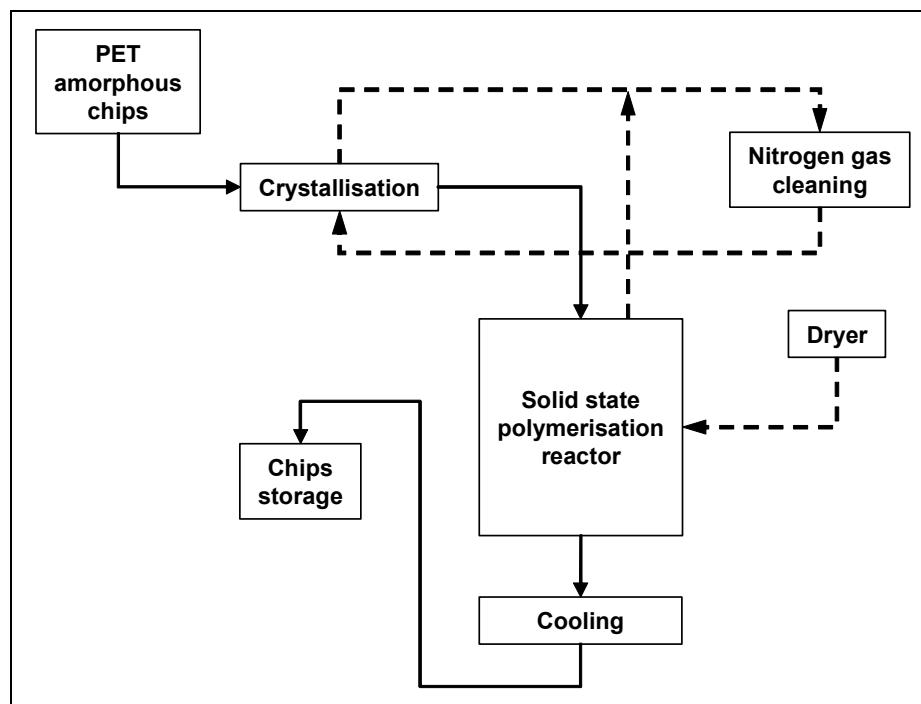 PET
amorphous
chips
Crystallisation
Nitrogen gas
cleaning
Dryer
Solid state
polymerisation
reactor
Chips
storage
Cooling